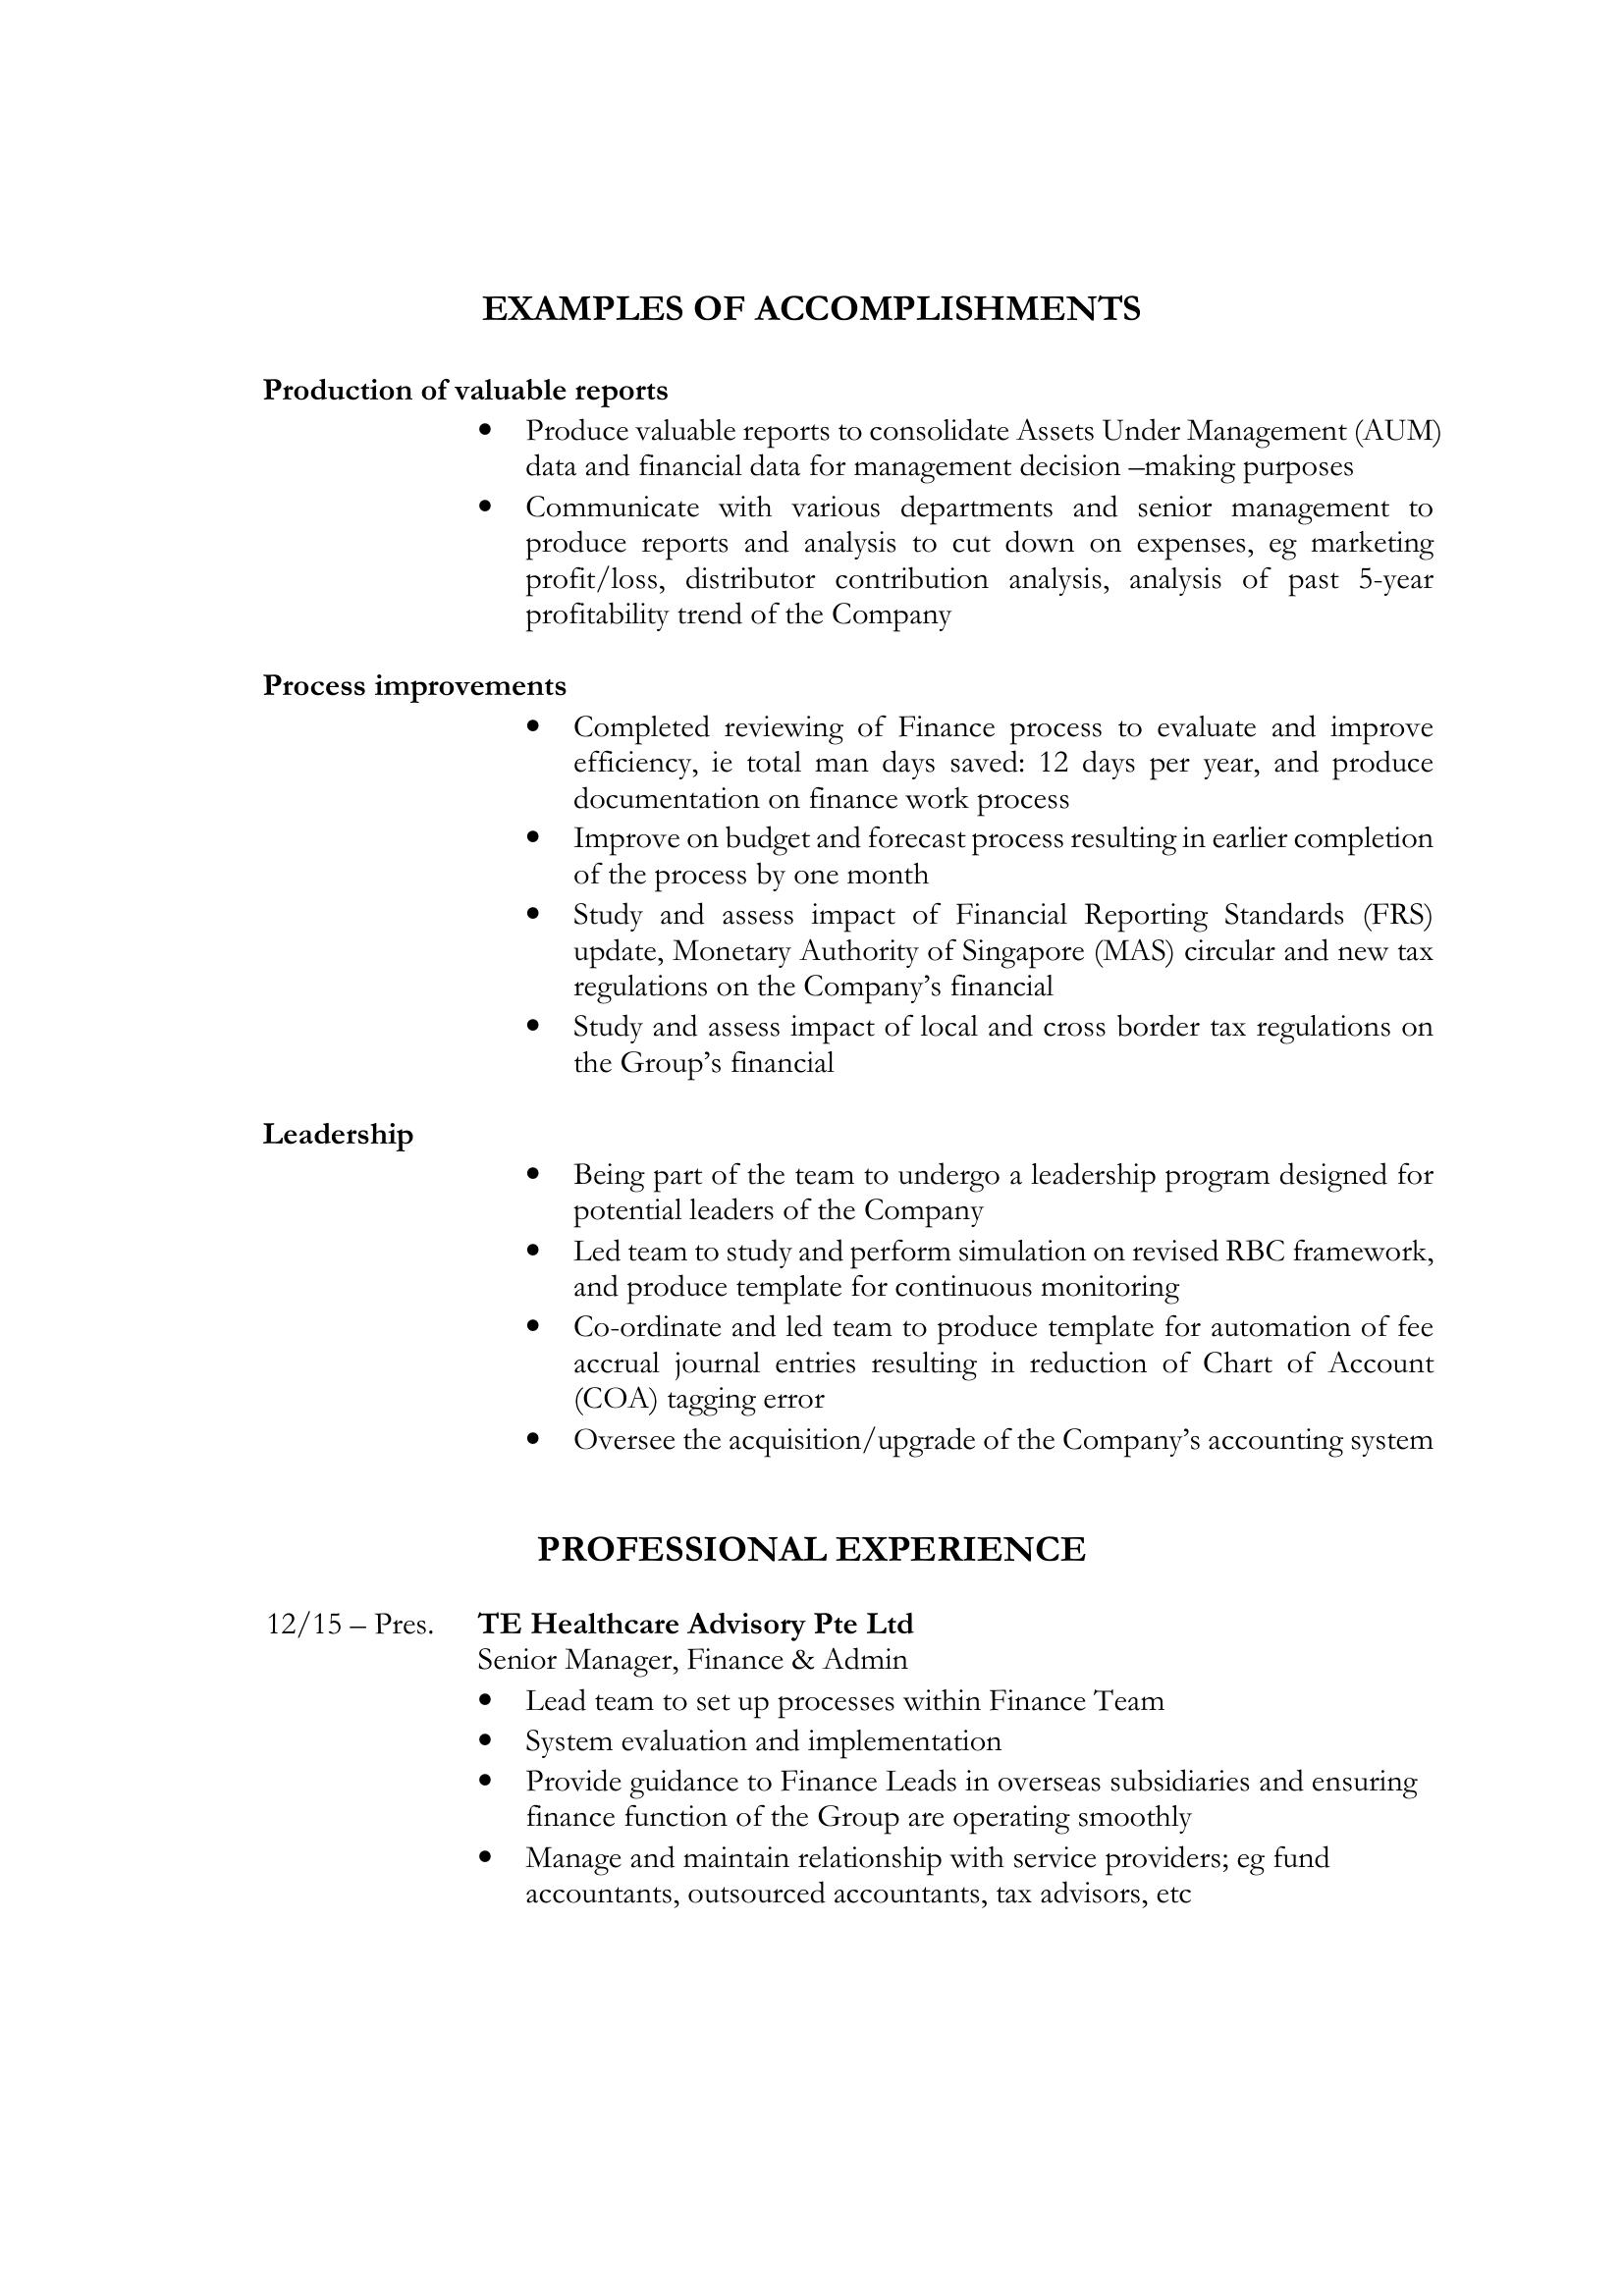 EXAMPLES OF ACCOMPLISHMENTS
Production of valuable reports
• Produce valuable reports to consolidate Assets Under Management (AUM)
data and financial data for management decision –making purposes
• Communicate with various departments and senior management to
produce reports and analysis to cut down on expenses, eg marketing
profit/loss, distributor contribution analysis, analysis of past 5-year
profitability trend of the Company
Process improvements
• Completed reviewing of Finance process to evaluate and improve
efficiency, ie total man days saved: 12 days per year, and produce
documentation on finance work process
• Improve on budget and forecast process resulting in earlier completion
of the process by one month
• Study and assess impact of Financial Reporting Standards (FRS)
update, Monetary Authority of Singapore (MAS) circular and new tax
regulations on the Company’s financial
• Study and assess impact of local and cross border tax regulations on
the Group’s financial
Leadership
• Being part of the team to undergo a leadership program designed for
potential leaders of the Company
• Led team to study and perform simulation on revised RBC framework,
and produce template for continuous monitoring
• Co-ordinate and led team to produce template for automation of fee
accrual journal entries resulting in reduction of Chart of Account
(COA) tagging error
• Oversee the acquisition/upgrade of the Company’s accounting system
PROFESSIONAL EXPERIENCE
12/15 – Pres. TE Healthcare Advisory Pte Ltd
Senior Manager, Finance & Admin
• Lead team to set up processes within Finance Team
• System evaluation and implementation
• Provide guidance to Finance Leads in overseas subsidiaries and ensuring
finance function of the Group are operating smoothly
• Manage and maintain relationship with service providers; eg fund
accountants, outsourced accountants, tax advisors, etc